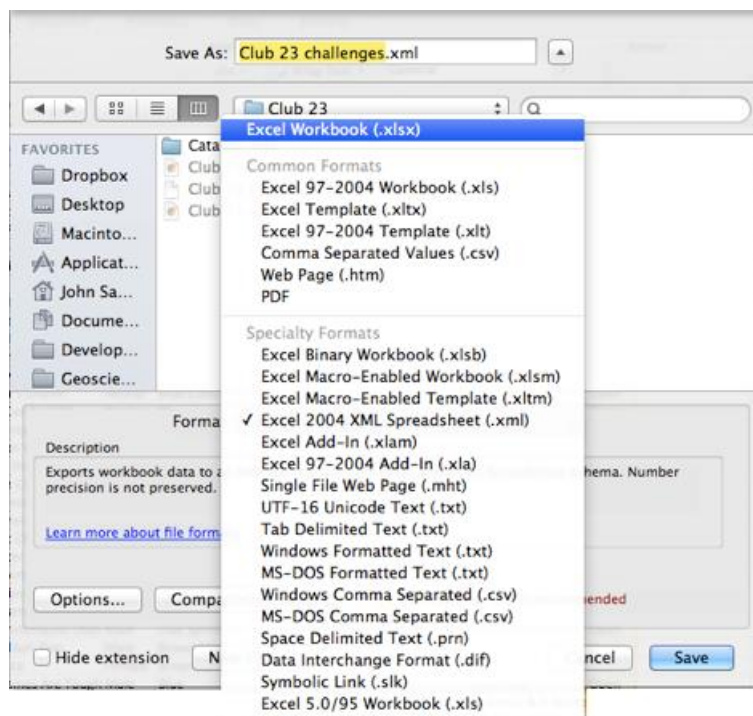 Save As: Club 23 challenges.xml
Club 23
Excel Workbook (.xlsx)
FAVORITES
Dropbox
Desktop
Macinto...
Applicat...
John Sa...
Docume...
Develop...
Geoscie...
Cata
Club
Club
Club
Common Formats
Excel 97-2004 Workbook (.xls)
Excel Template (.xltx)
Excel 97-2004 Template (.xlt)
Comma Separated Values (.csv)
Web Page (.htm)
PDF
Specialty Formats
Excel Binary Workbook (.xlsb)
Excel Macro-Enabled Workbook (.xlsm)
Excel Macro-Enabled Template (.xltm)
✓ Excel 2004 XML Spreadsheet (.xml)
Excel Add-In (.xlam)
Excel 97-2004 Add-In (.xla)
Single File Web Page (.mht)
UTF-16 Unicode Text (.txt)
Tab Delimited Text (.txt)
Windows Formatted Text (.txt)
MS-DOS Formatted Text (.txt)
Windows Comma Separated (.csv)
MS-DOS Comma Separated (.csv)
Space Delimited Text (.prn)
Data Interchange Format (.dif)
Symbolic Link (.slk)
Excel 5.0/95 Workbook (.xls)
Forma
Description
Exports workbook data to a hema. Number
precision is not preserved.
Learn more about file form
Options... Compa ended
Hide extension N ncel Save